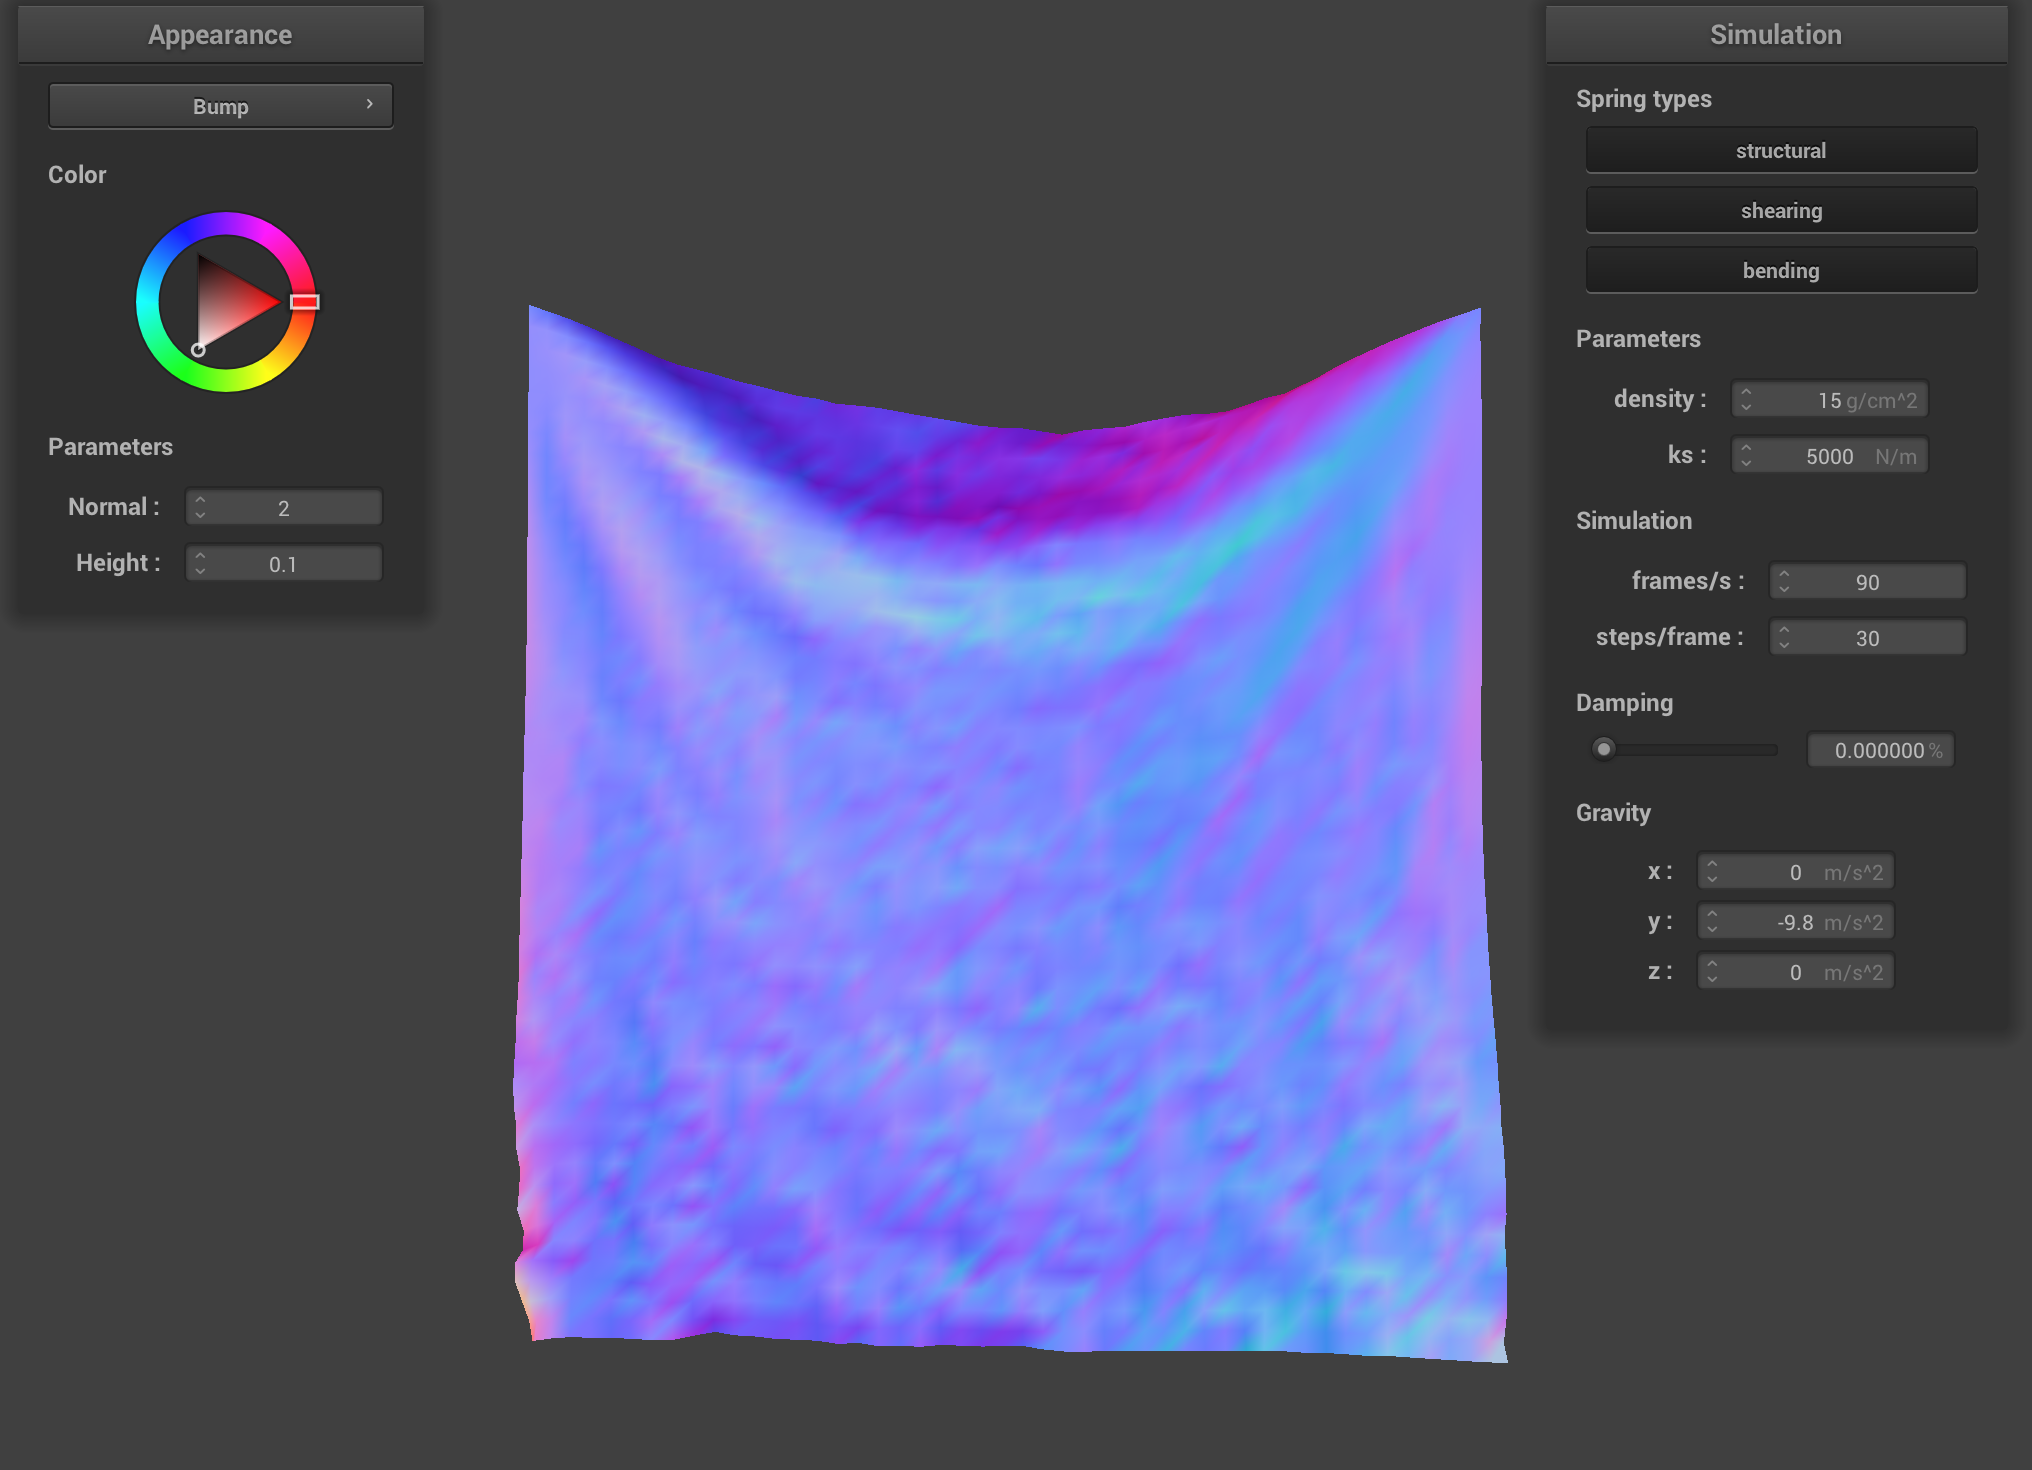 Appearance
Bump
Color
Parameters
Normal : 2
Height : 0.1
Simulation
Spring types
structural
shearing
bending
Parameters
density : 15 g/cm^2
ks : 5000 N/m
Simulation
frames/s : 90
steps/frame : 30
Damping
0.000000 %
Gravity
x : 0 m/s^2
y : -9.8 m/s^2
z : 0 m/s^2